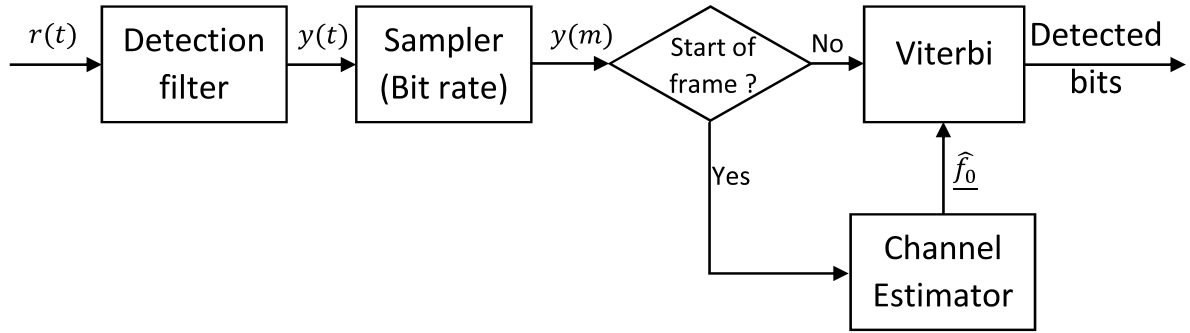 r(t)
Detection
filter
y(t)
Sampler
(Bit rate)
y(m)
Start of
frame ?
No
Viterbi
Detected
bits
Yes
f̂₀
Channel
Estimator